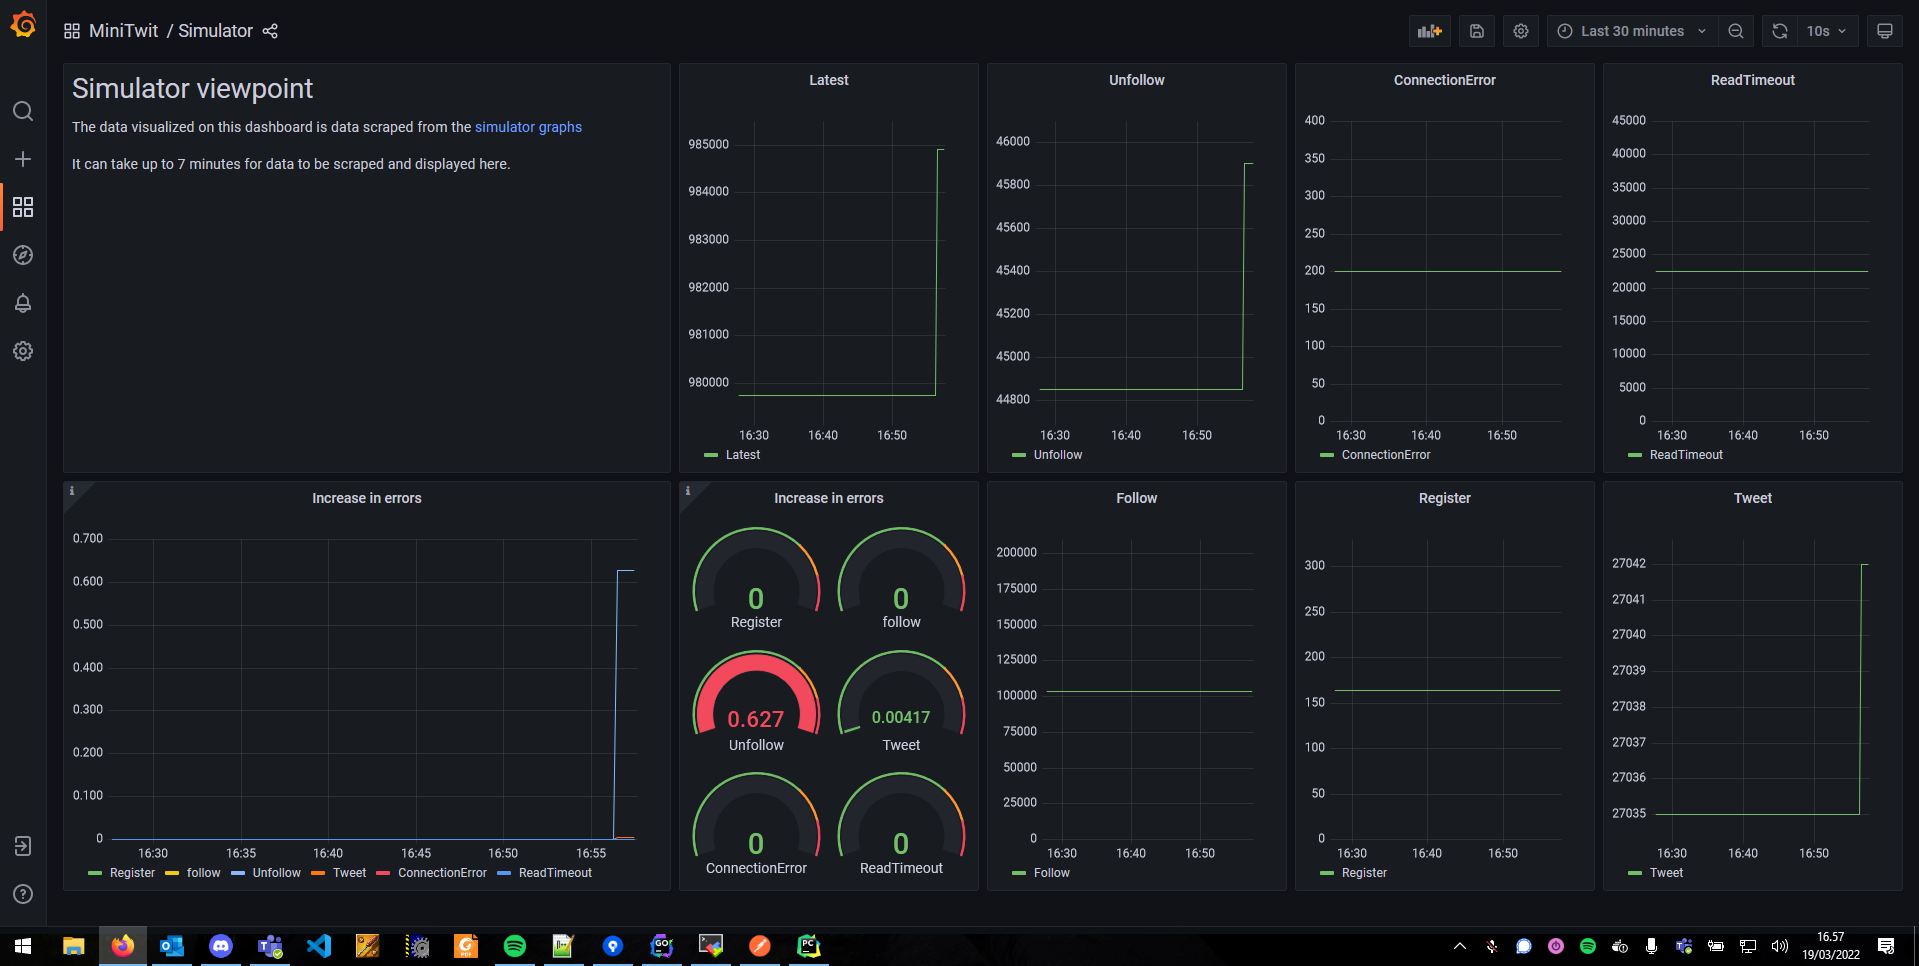 MiniTwit / Simulator
Last 30 minutes
10s
Simulator viewpoint
The data visualized on this dashboard is data scraped from the simulator graphs
It can take up to 7 minutes for data to be scraped and displayed here.
Latest
985000
984000
983000
982000
981000
980000
16:30 16:40 16:50
Latest
Unfollow
46000
45800
45600
45400
45200
45000
44800
16:30 16:40 16:50
Unfollow
ConnectionError
400
350
300
250
200
150
100
50
0
16:30 16:40 16:50
ConnectionError
ReadTimeout
45000
40000
35000
30000
25000
20000
15000
10000
5000
0
16:30 16:40 16:50
ReadTimeout
i
Increase in errors
0.700
0.600
0.500
0.400
0.300
0.200
0.100
0
16:30 16:35 16:40 16:45 16:50 16:55
Register follow Unfollow Tweet ConnectionError ReadTimeout
i
Increase in errors
0
Register
0
follow
0.627
Unfollow
0.00417
Tweet
0
ConnectionError
0
ReadTimeout
Follow
200000
175000
150000
125000
100000
75000
50000
25000
0
16:30 16:40 16:50
Follow
Register
300
250
200
150
100
50
0
16:30 16:40 16:50
Register
Tweet
27042
27041
27040
27039
27038
27037
27036
27035
16:30 16:40 16:50
Tweet
GO
PC
16.57
19/03/2022